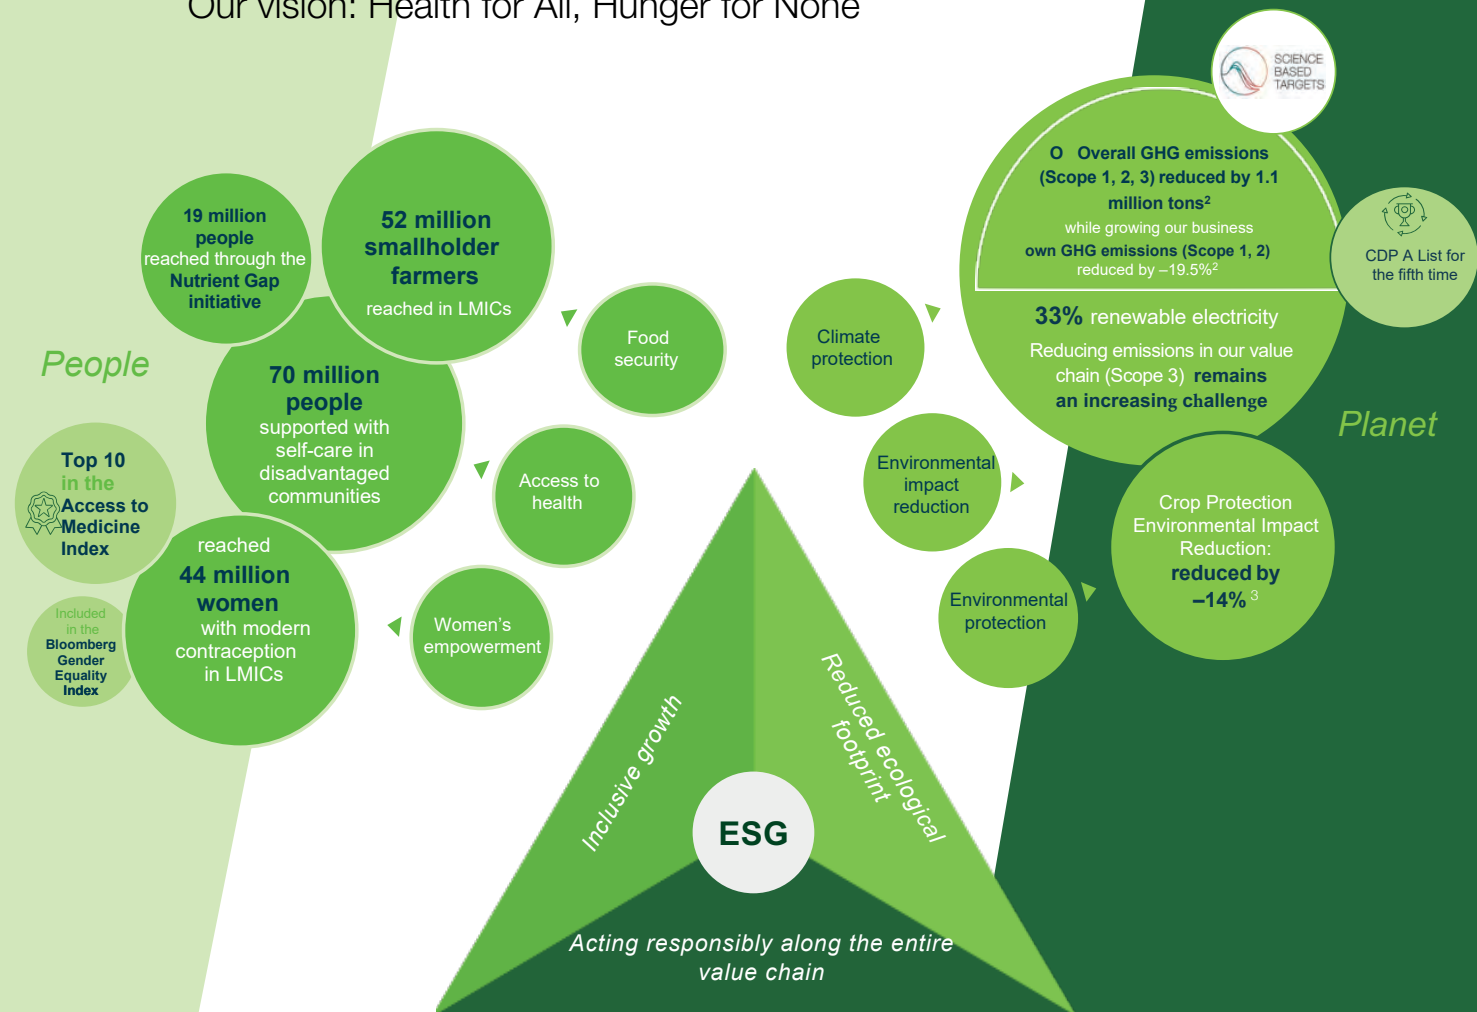 Our vision: Health for All, Hunger for None
SCIENCE
BASED
TARGETS
19 million
people
reached through the
Nutrient Gap
initiative
52 million
smallholder
farmers
reached in LMICs
People
70 million
people
supported with
self-care in
disadvantaged
communities
Top 10
in the
Access to
Medicine
Index
reached
44 million
women
with modern
contraception
in LMICs
Included
in the
Bloomberg
Gender
Equality
Index
Food
security
Access to
health
Women's
empowerment
Climate
protection
Environmental
impact
reduction
Environmental
protection
O Overall GHG emissions
(Scope 1, 2, 3) reduced by 1.1
million tons²
while growing our business
own GHG emissions (Scope 1, 2)
reduced by –19.5%²
33% renewable electricity
Reducing emissions in our value
chain (Scope 3) remains
an increasing challenge
CDP A List for
the fifth time
Planet
Crop Protection
Environmental Impact
Reduction:
reduced by
–14% ³
Inclusive growth
Reduced ecological
footprint
ESG
Acting responsibly along the entire
value chain